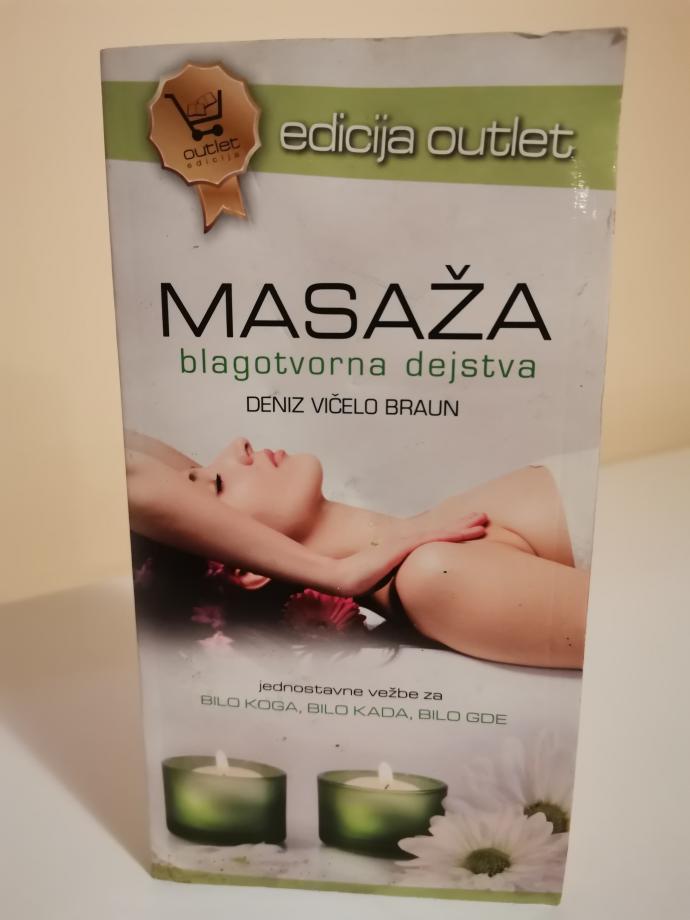 outlet
edicija
edicija outlet
MASAŽA
blagotvorna dejstva
DENIZ VIČELO BRAUN
jednostavne vežbe za
BILO KOGA, BILO KADA, BILO GDE